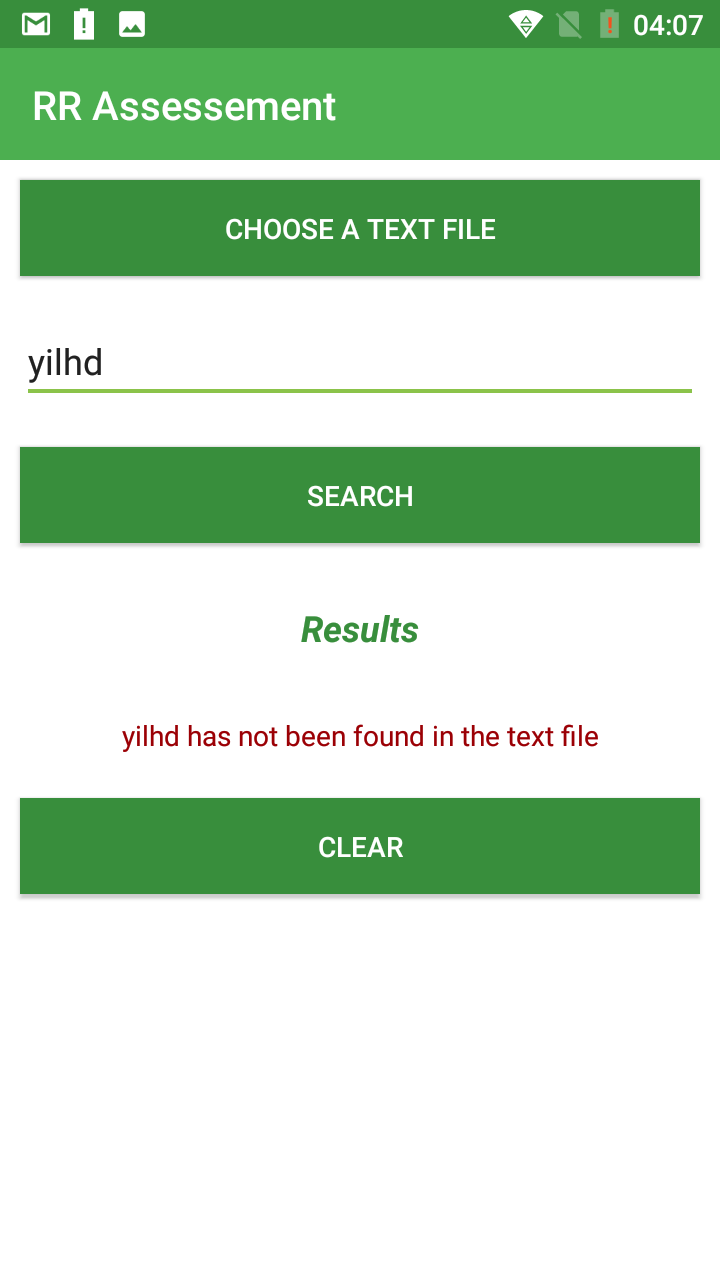 04:07
RR Assessement
CHOOSE A TEXT FILE
yilhd
SEARCH
Results
yilhd has not been found in the text file
CLEAR